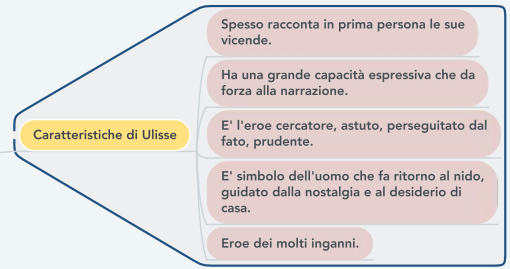 Spesso racconta in prima persona le sue
vicende.
Ha una grande capacità espressiva che da
forza alla narrazione.
Caratteristiche di Ulisse
E' l'eroe cercatore, astuto, perseguitato dal
fato, prudente.
E' simbolo dell'uomo che fa ritorno al nido,
guidato dalla nostalgia e al desiderio di
casa.
Eroe dei molti inganni.